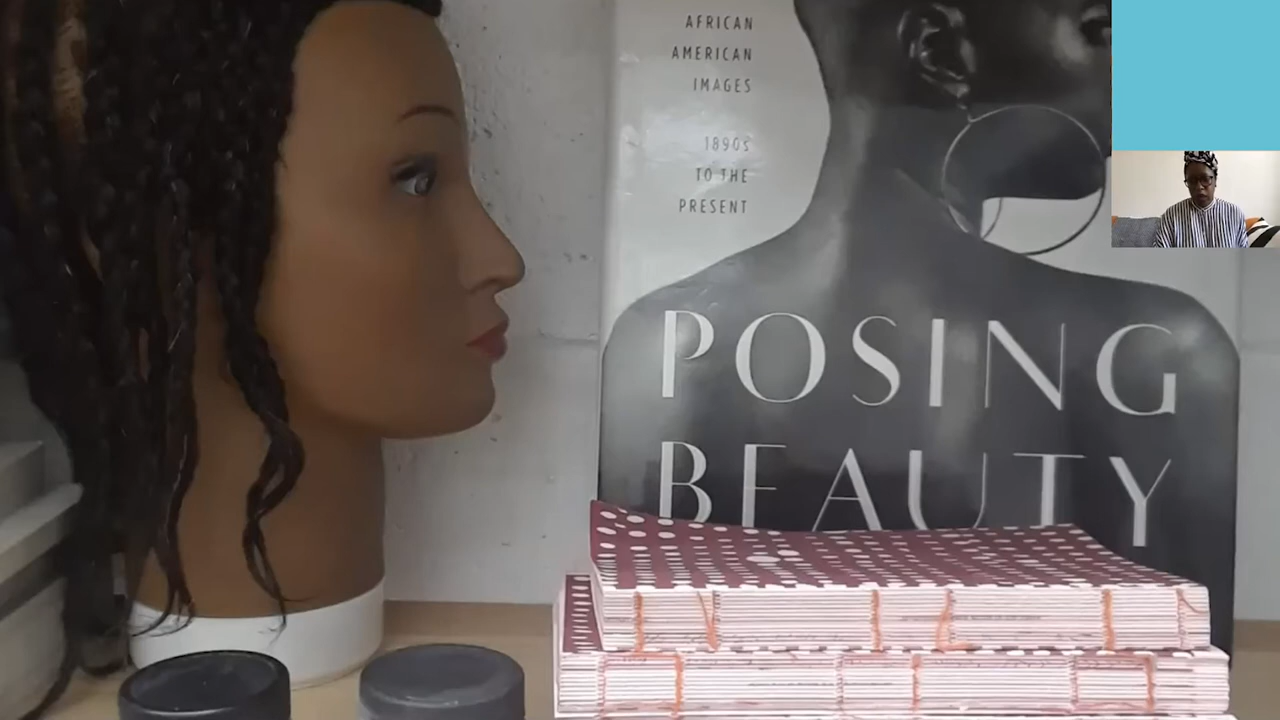 AFRICAN
AMERICAN
IMAGES
1890s
TO THE
PRESENT
POSING
BEAUTY